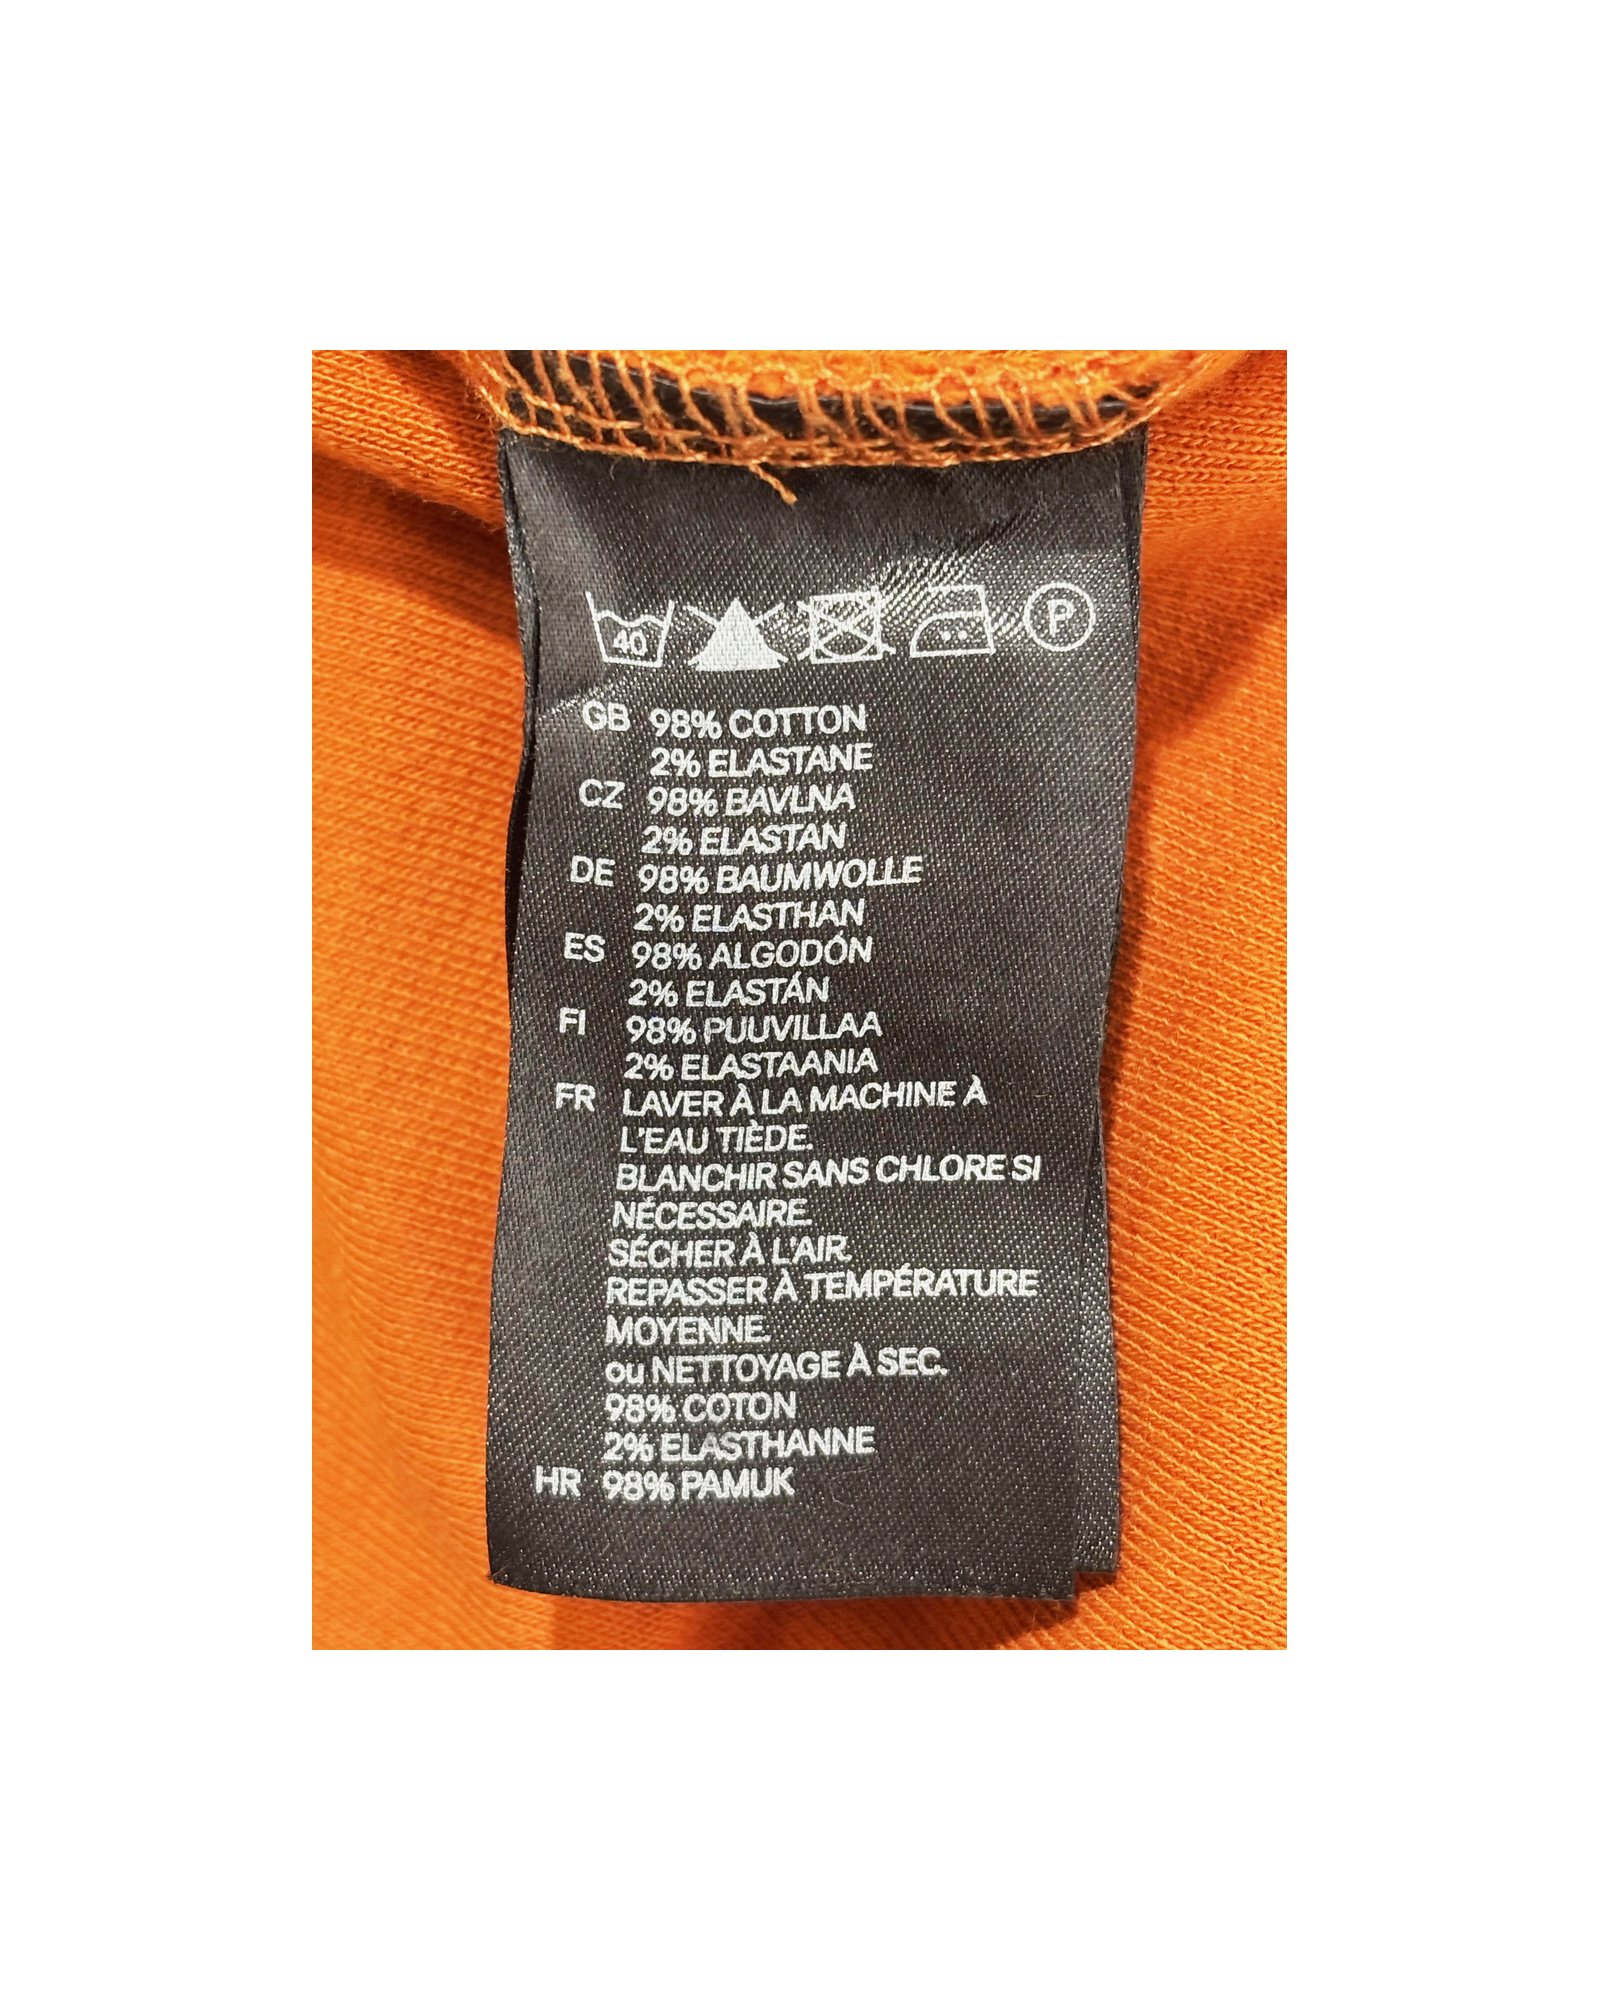 40 P
GB 98% COTTON
2% ELASTANE
CZ 98% BAVLNA
2% ELASTAN
DE 98% BAUMWOLLE
2% ELASTHAN
ES 98% ALGODÓN
2% ELASTÁN
FI 98% PUUVILLAA
2% ELASTAANIA
FR LAVER À LA MACHINE À
L'EAU TIÈDE.
BLANCHIR SANS CHLORE SI
NÉCESSAIRE.
SÉCHER À L'AIR.
REPASSER À TEMPÉRATURE
MOYENNE.
ou NETTOYAGE À SEC.
98% COTON
2% ELASTHANNE
HR 98% PAMUK